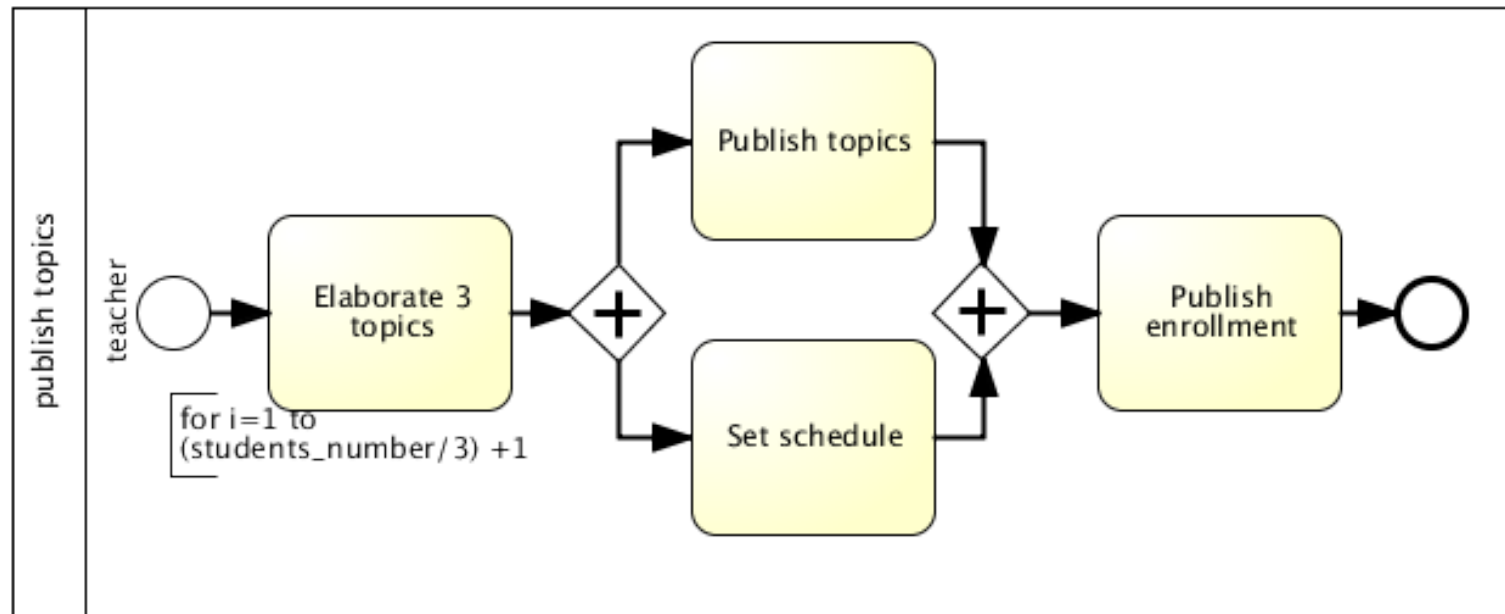 publish topics
teacher
Elaborate 3
topics
for i=1 to
(students_number/3) +1
Publish topics
Set schedule
Publish
enrollment